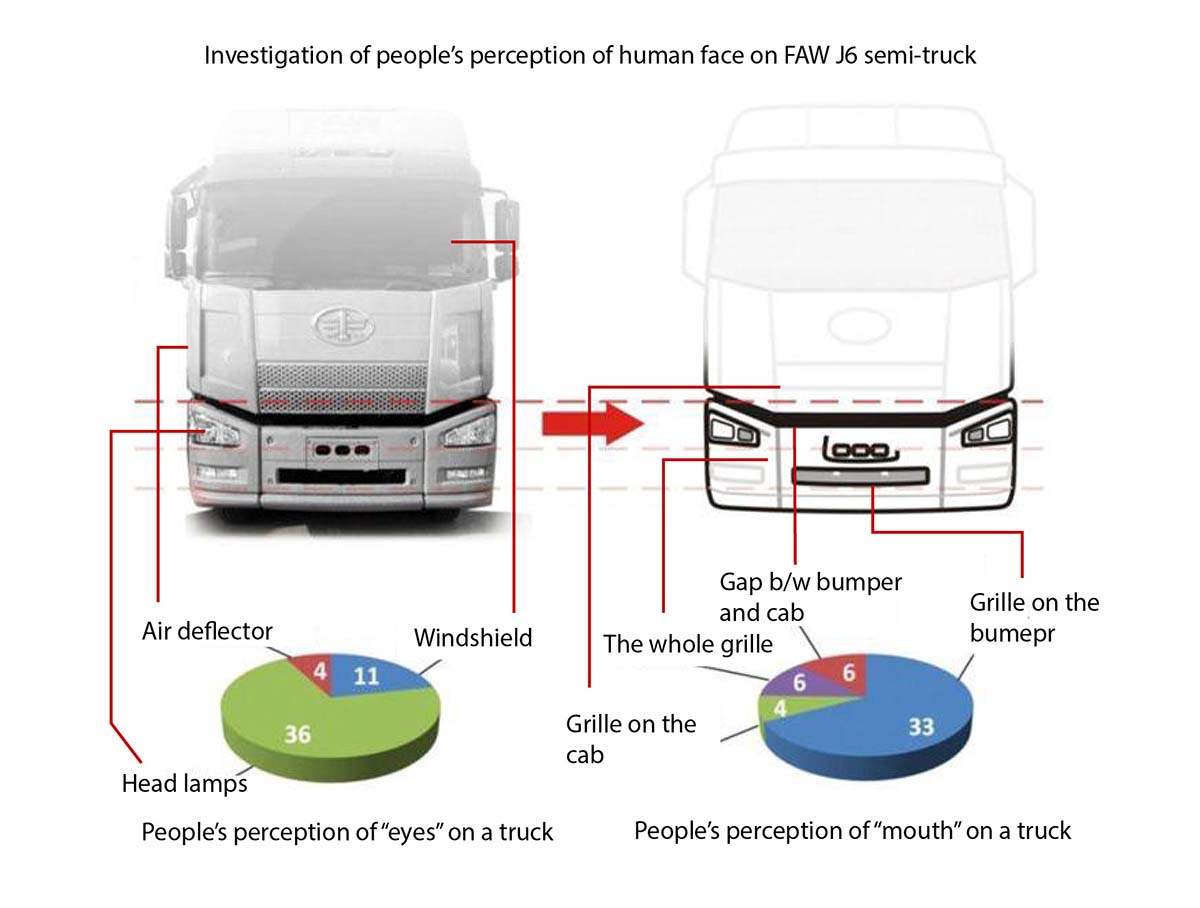 Investigation of people’s perception of human face on FAW J6 semi-truck
Looo,
Gap b/w bumper
and cab
Grille on the
bumepr
Air deflector
Windshield
The whole grille
4
11
36
6
6
4
33
Grille on the
cab
Head lamps
People’s perception of “eyes” on a truck
People’s perception of “mouth” on a truck